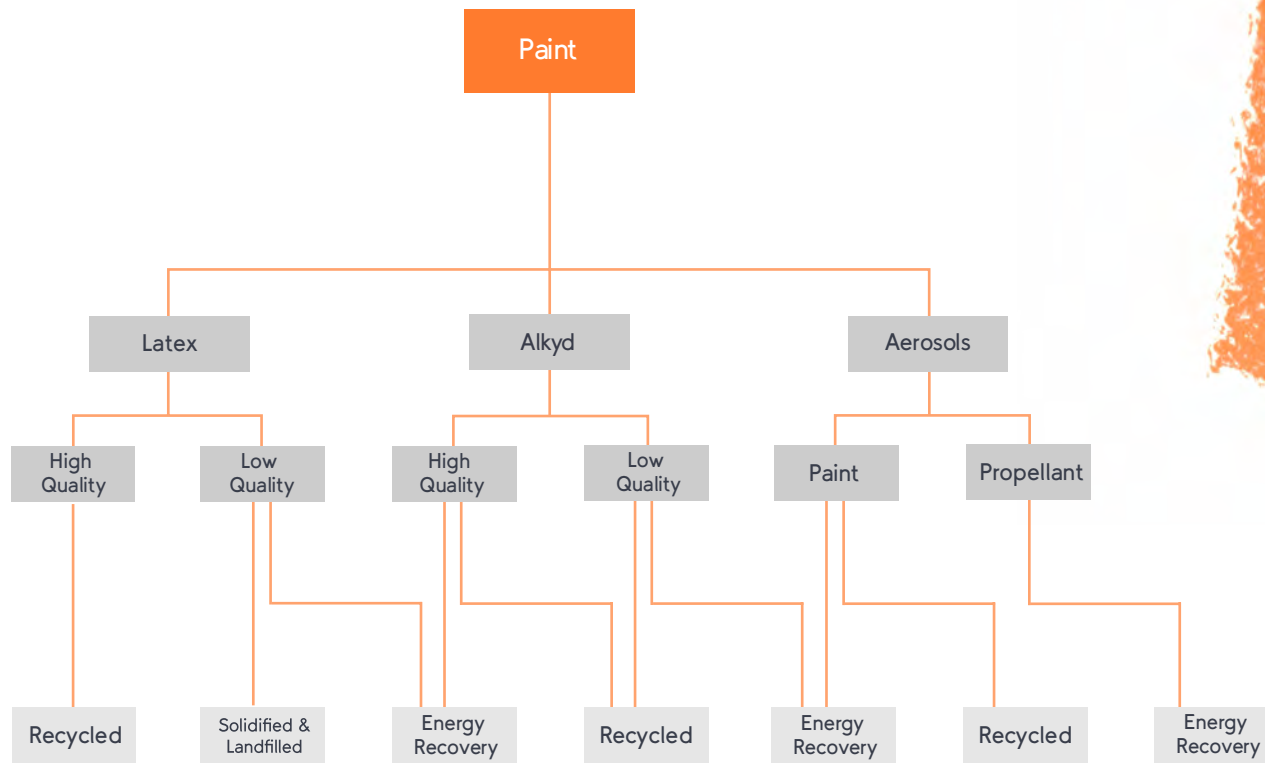 Paint
Latex
Alkyd
Aerosols
High
Quality
Low
Quality
High
Quality
Low
Quality
Paint
Propellant
Recycled
Solidified &
Landfilled
Energy
Recovery
Recycled
Energy
Recovery
Recycled
Energy
Recovery